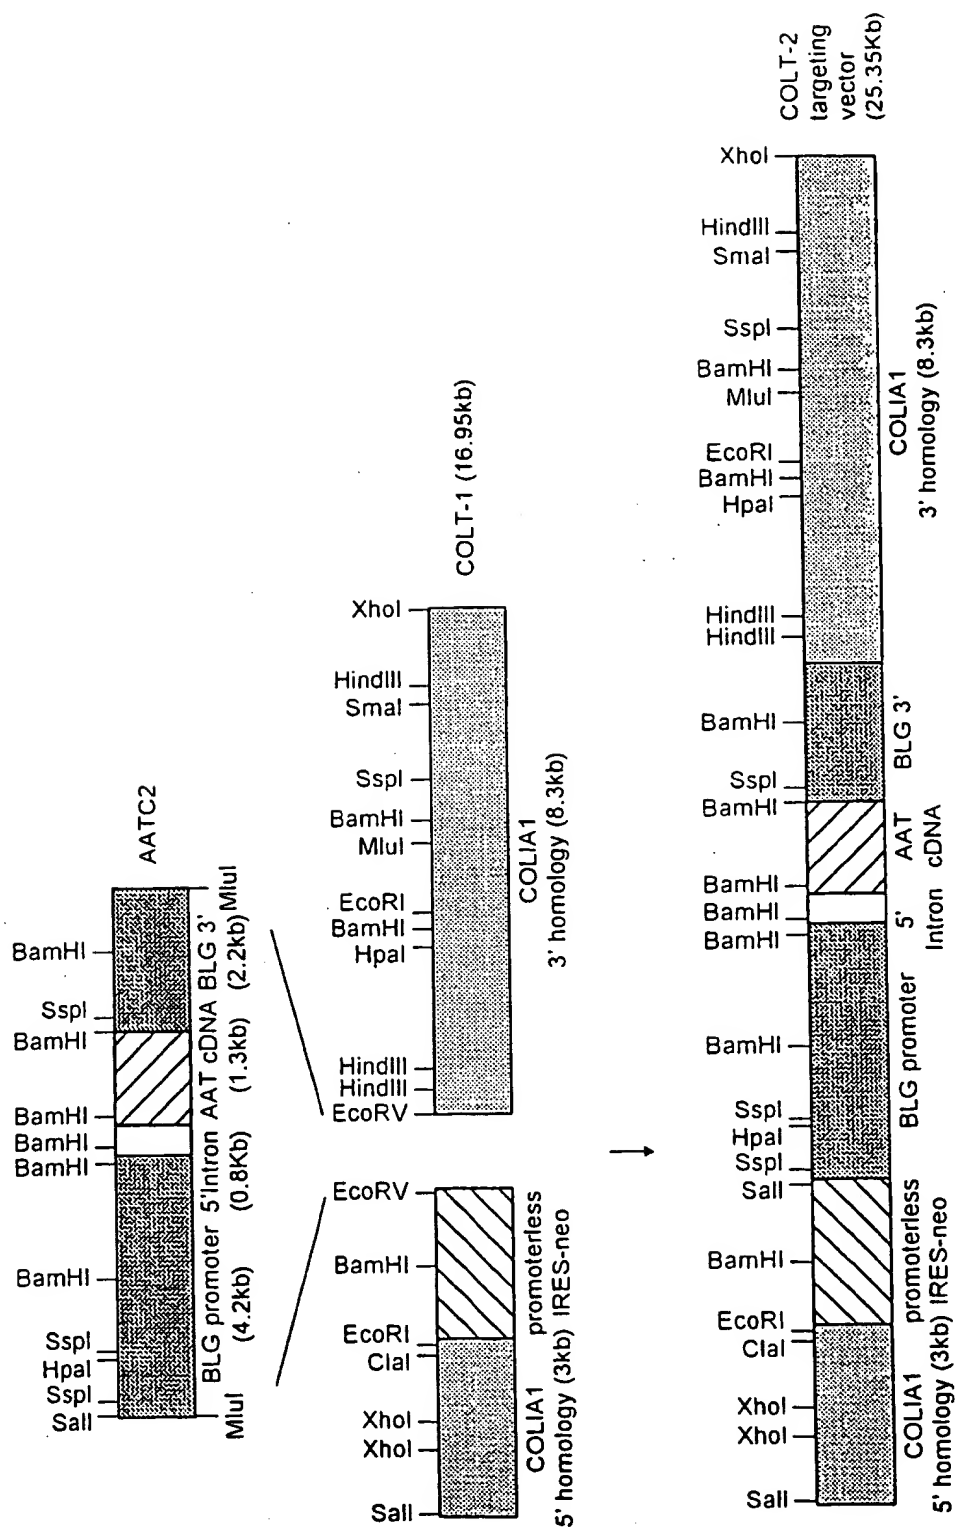 AATC2
BamHI
SspI
BamHI
BamHI
BamHI
BamHI
BamHI
SspI
HpaI
SspI
SalI
MluI
MluI
BLG promoter 5'Intron AAT cDNA BLG 3'
(4.2kb) (0.8Kb) (1.3kb) (2.2kb)
COLT-1 (16.95kb)
XhoI
HindIII
SmaI
SspI
BamHI
MluI
EcoRI
BamHI
HpaI
HindIII
HindIII
EcoRV
EcoRV
BamHI
EcoRI
ClaI
XhoI
XhoI
SalI
COLIA1
3' homology (8.3kb)
COLIA1 promoterless
5' homology (3kb) IRES-neo
COLT-2
targeting
vector
(25.35Kb)
XhoI
HindIII
SmaI
SspI
BamHI
MluI
EcoRI
BamHI
HpaI
HindIII
HindIII
BamHI
SspI
BamHI
BamHI
BamHI
BamHI
BamHI
SspI
HpaI
SspI
SalI
BamHI
EcoRI
ClaI
XhoI
XhoI
SalI
COLIA1
3' homology (8.3kb)
BLG 3'
AAT
cDNA
5'
Intron
BLG promoter
COLIA1 promoterless
5' homology (3kb) IRES-neo